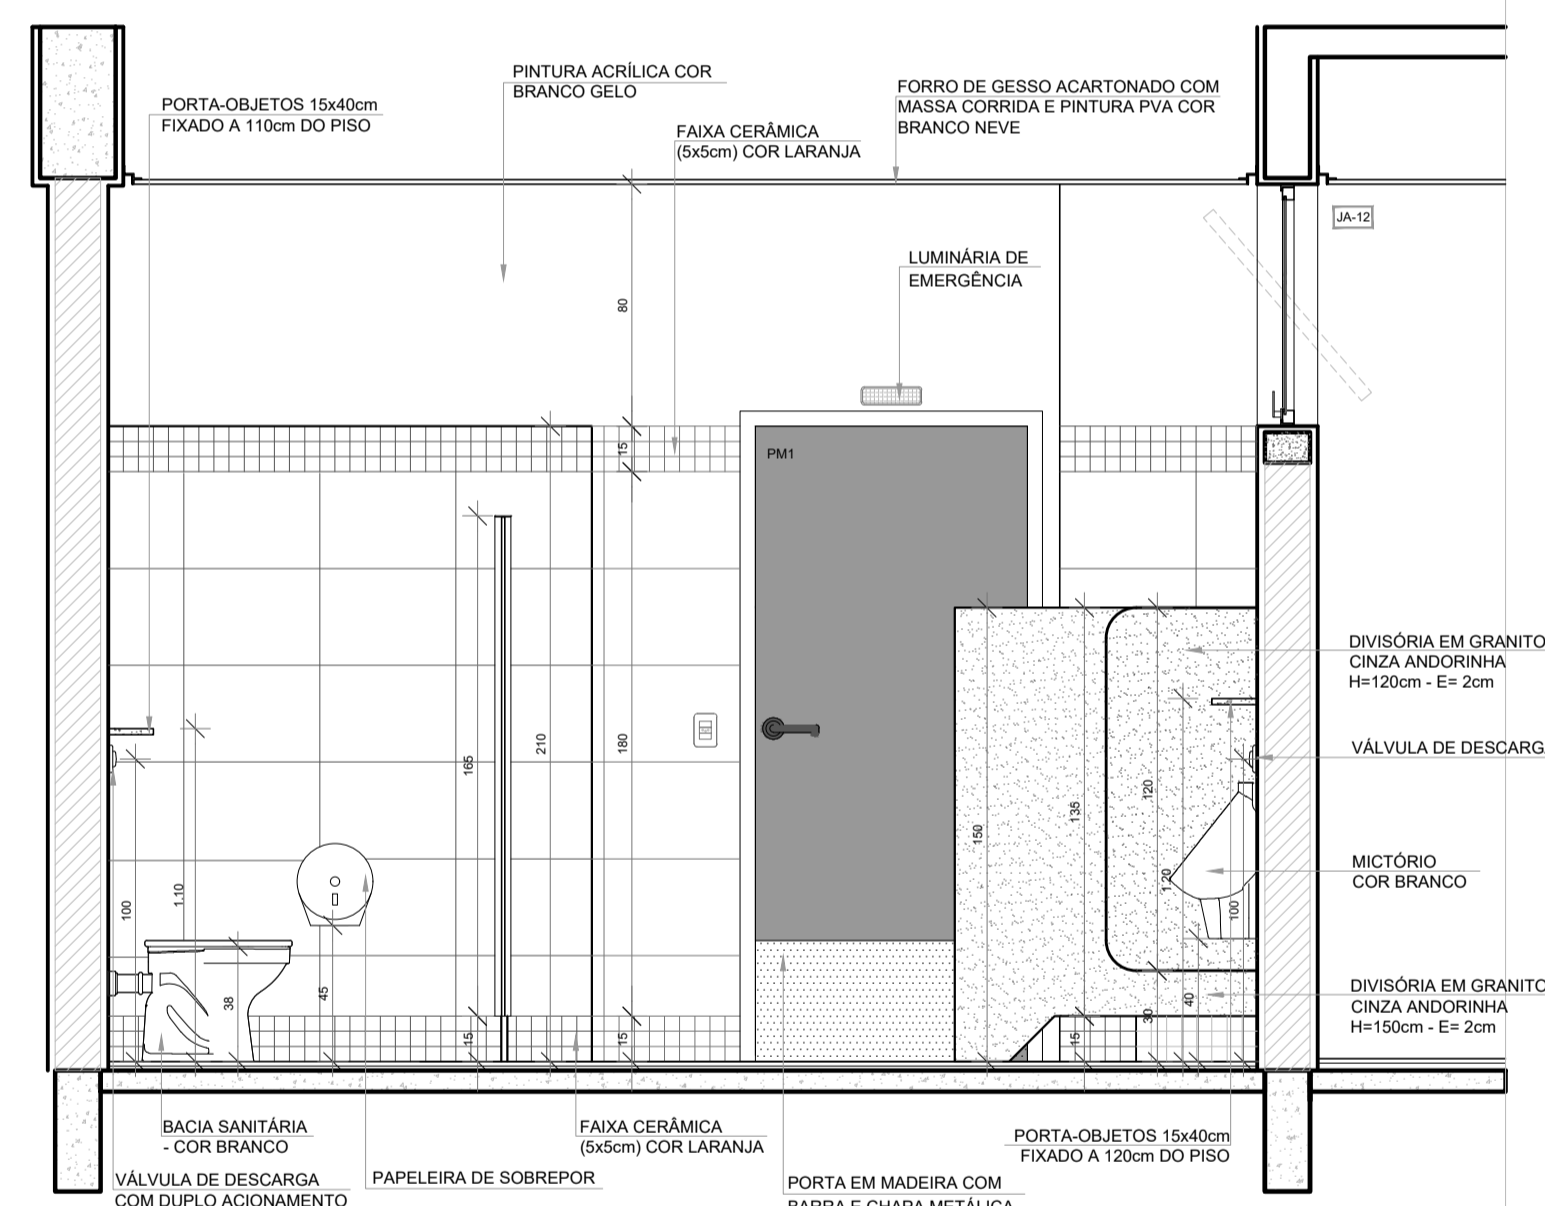 PINTURA ACRÍLICA COR
BRANCO GELO
PORTA-OBJETOS 15x40cm
FIXADO A 110cm DO PISO
FORRO DE GESSO ACARTONADO COM
MASSA CORRIDA E PINTURA PVA COR
BRANCO NEVE
FAIXA CERÂMICA
(5x5cm) COR LARANJA
JA-12
LUMINÁRIA DE
EMERGÊNCIA
80
15
PM1
165
210
180
150
135
120
1.20
100
40
30
15
100
1.10
38
45
15
15
DIVISÓRIA EM GRANITO
CINZA ANDORINHA
H=120cm - E= 2cm
VÁLVULA DE DESCARGA
MICTÓRIO
COR BRANCO
DIVISÓRIA EM GRANITO
CINZA ANDORINHA
H=150cm - E= 2cm
BACIA SANITÁRIA
- COR BRANCO
FAIXA CERÂMICA
(5x5cm) COR LARANJA
PORTA-OBJETOS 15x40cm
FIXADO A 120cm DO PISO
VÁLVULA DE DESCARGA
COM DUPLO ACIONAMENTO
PAPELEIRA DE SOBREPOR
PORTA EM MADEIRA COM
BARRA E CHAPA METÁLICA